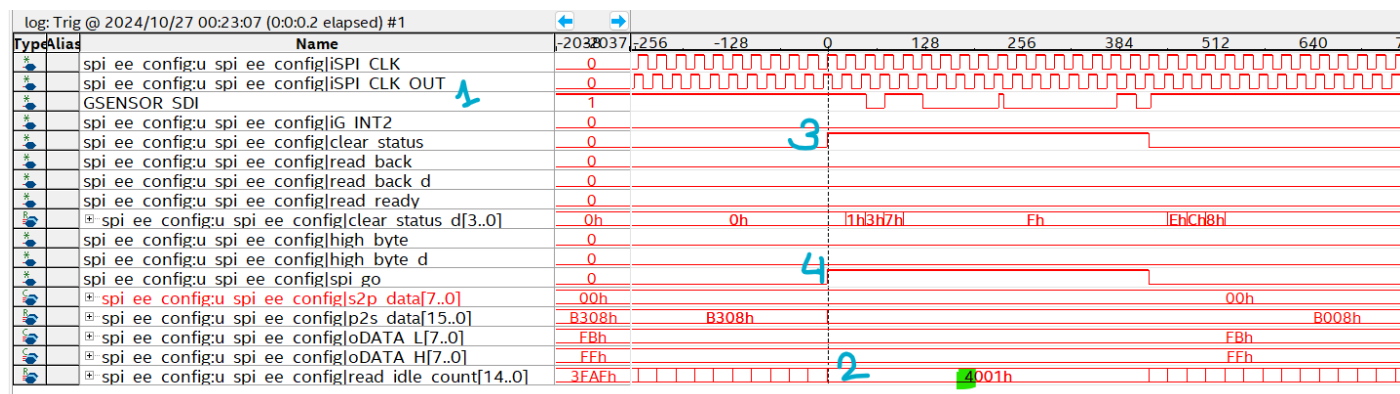 log: Trig @ 2024/10/27 00:23:07 (0:0:0.2 elapsed) #1
Type Alias Name -256 -128 0 128 256 384 512 640
spi_ee_config:u_spi_ee_config|iSPI_CLK 0
spi_ee_config:u_spi_ee_config|iSPI_CLK_OUT 0
1
GSENSOR_SDI 1
spi_ee_config:u_spi_ee_config|iG_INT2 0
spi_ee_config:u_spi_ee_config|clear_status 0 3
spi_ee_config:u_spi_ee_config|read_back 0
spi_ee_config:u_spi_ee_config|read_back_d 0
spi_ee_config:u_spi_ee_config|read_ready 0
spi_ee_config:u_spi_ee_config|clear_status_d[3..0] 0h 0h 1h 3h 7h Fh Eh Ch 8h
spi_ee_config:u_spi_ee_config|high_byte 0
spi_ee_config:u_spi_ee_config|high_byte_d 0
spi_ee_config:u_spi_ee_config|spi_go 0 4
spi_ee_config:u_spi_ee_config|s2p_data[7..0] 00h 00h
spi_ee_config:u_spi_ee_config|p2s_data[15..0] B308h B308h B008h
spi_ee_config:u_spi_ee_config|oDATA_L[7..0] FBh FBh
spi_ee_config:u_spi_ee_config|oDATA_H[7..0] FFh FFh
2
spi_ee_config:u_spi_ee_config|read_idle_count[14..0] 3FAFh 4001h